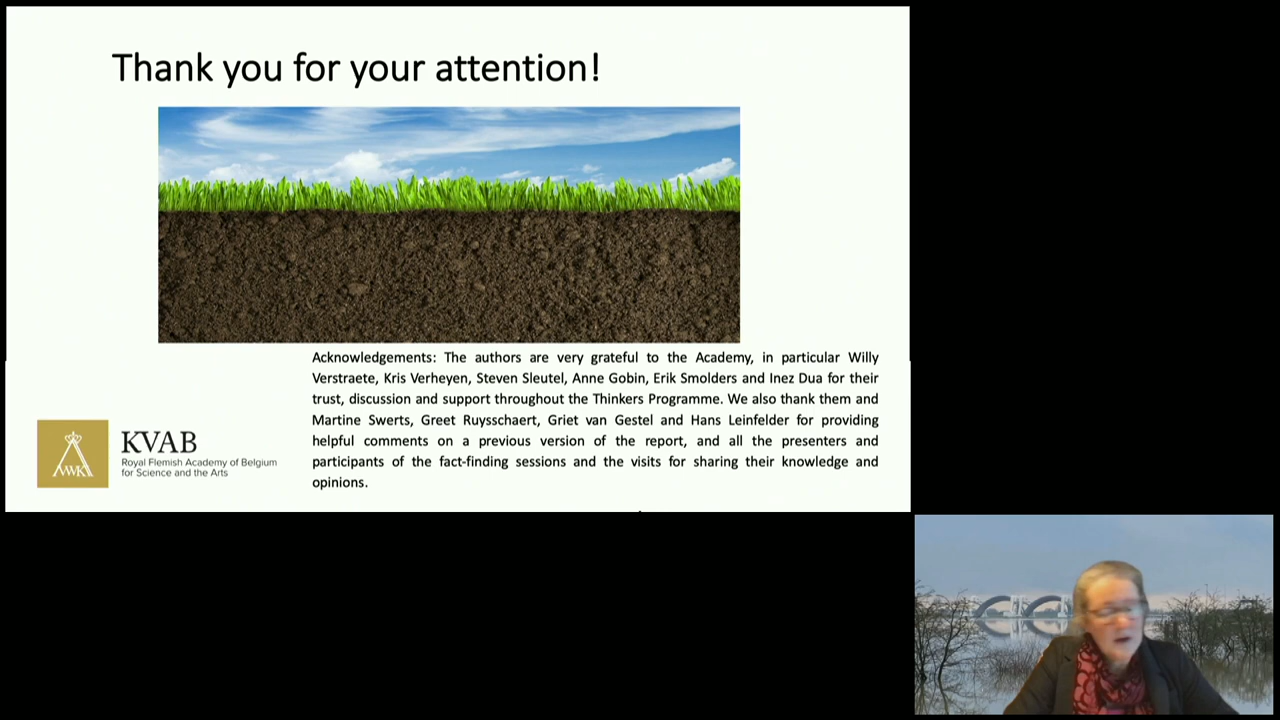 Thank you for your attention!
Acknowledgements: The authors are very grateful to the Academy, in particular Willy
Verstraete, Kris Verheyen, Steven Sleutel, Anne Gobin, Erik Smolders and Inez Dua for their
trust, discussion and support throughout the Thinkers Programme. We also thank them and
Martine Swerts, Greet Ruysschaert, Griet van Gestel and Hans Leinfelder for providing
helpful comments on a previous version of the report, and all the presenters and
participants of the fact-finding sessions and the visits for sharing their knowledge and
opinions.
KVAB
Royal Flemish Academy of Belgium
for Science and the Arts